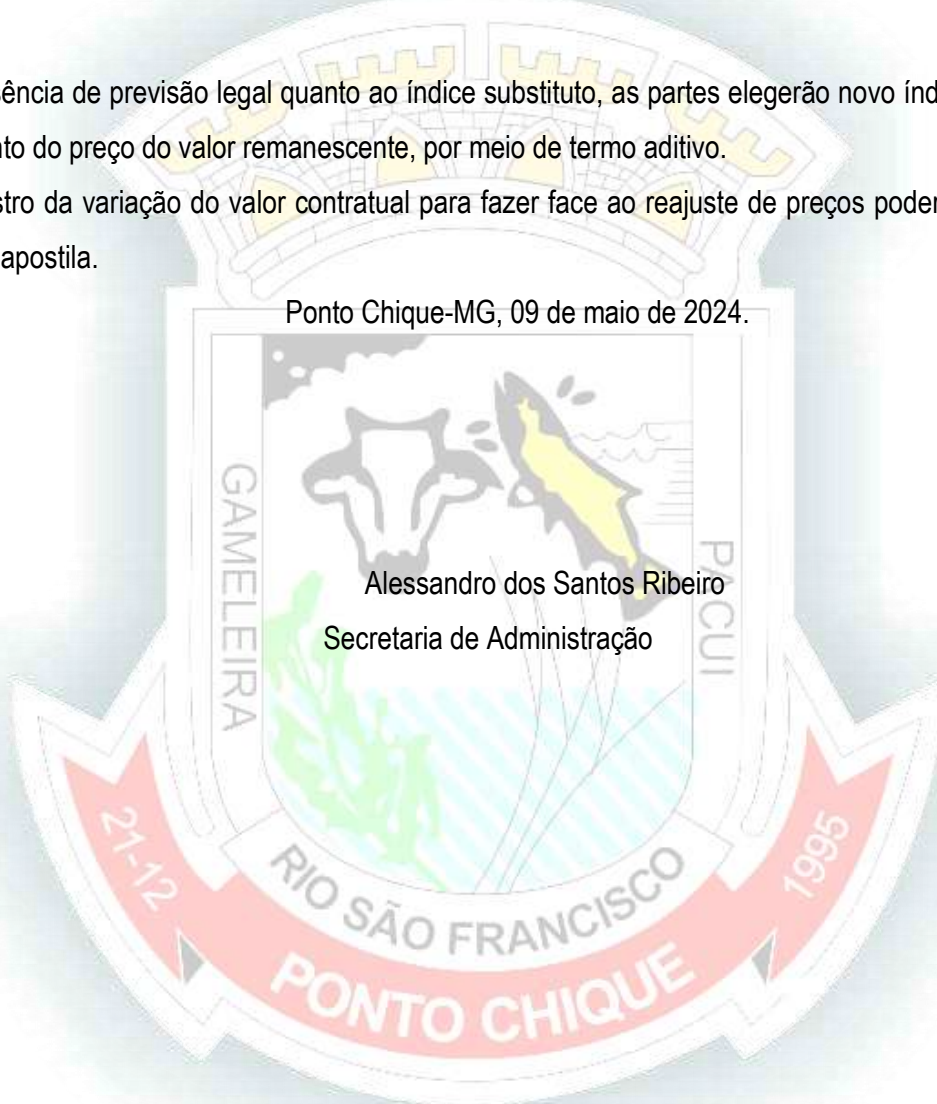 sência de previsão legal quanto ao índice substituto, as partes elegerão novo índ
nto do preço do valor remanescente, por meio de termo aditivo.
stro da variação do valor contratual para fazer face ao reajuste de preços poder
apostila.
Ponto Chique-MG, 09 de maio de 2024.
GAMELEIRA
PACUI
Alessandro dos Santos Ribeiro
Secretaria de Administração
21-12
1995
RIO SÃO FRANCISCO
PONTO CHIQUE